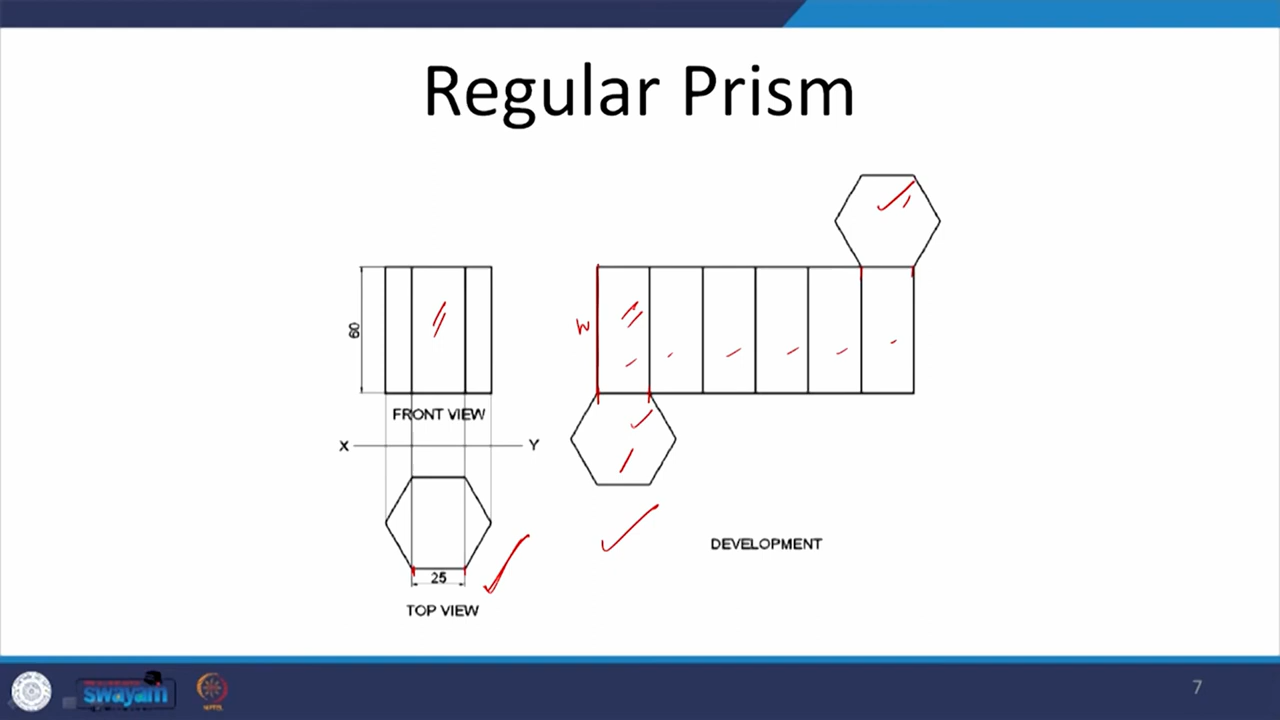 Regular Prism
60
W
FRONT VIEW
X
Y
25
TOP VIEW
DEVELOPMENT
swayam
7